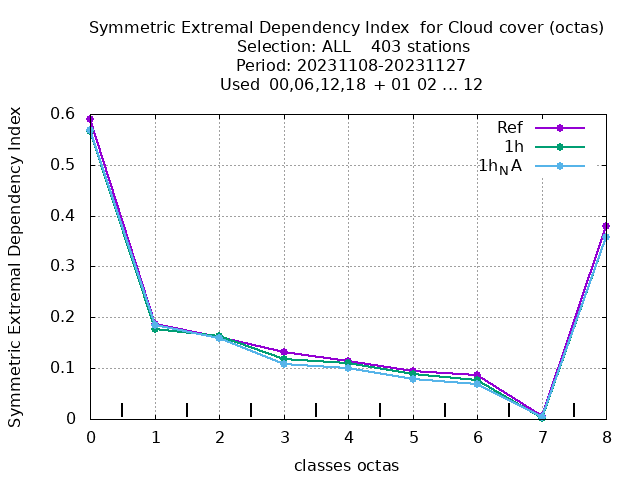 Symmetric Extremal Dependency Index for Cloud cover (octas)
Selection: ALL 403 stations
Period: 20231108-20231127
Used 00,06,12,18 + 01 02 ... 12
Symmetric Extremal Dependency Index
0.6
0.5
0.4
0.3
0.2
0.1
0
Ref
1h
1h_NA
0 1 2 3 4 5 6 7 8
classes octas